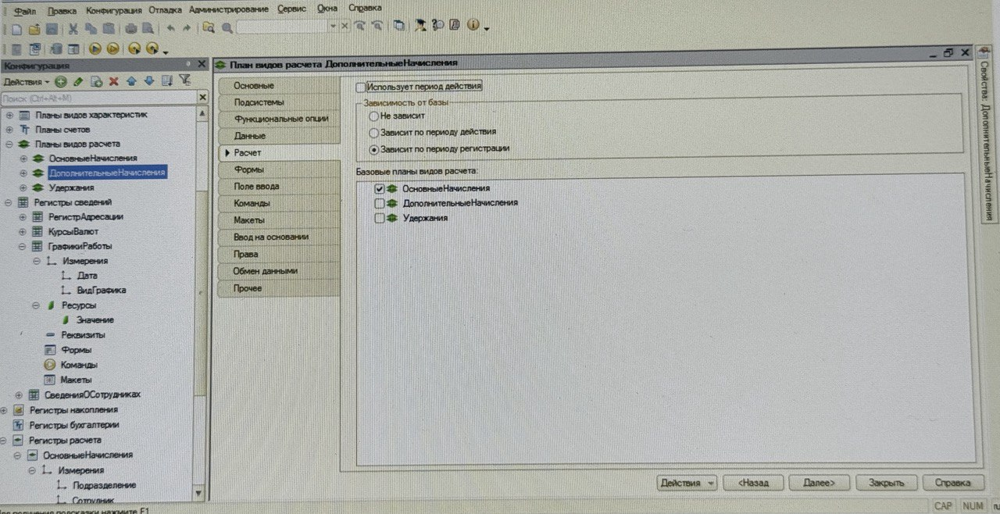 Файл Правка Конфигурация Отладка Администрирование Сервис Окна Справка
Конфигурация
Действия
Поиск (Ctrl+Alt+M)
Планы видов характеристик
Планы счетов
Планы видов расчета
ОсновныеНачисления
ДополнительныеНачисления
Удержания
Регистры сведений
РегистрАдресации
КурсыВалют
ГрафикиРаботы
Измерения
Дата
ВидГрафика
Ресурсы
Значение
Реквизиты
Формы
Команды
Макеты
СведенияОСотрудниках
Регистры накопления
Регистры бухгалтерии
Регистры расчета
ОсновныеНачисления
Измерения
Подразделение
Сотрудник
План видов расчета ДополнительныеНачисления
Основные
Подсистемы
Функциональные опции
Данные
Расчет
Формы
Поле ввода
Команды
Макеты
Ввод на основании
Права
Обмен данными
Прочее
Использует период действия
Зависимость от базы
Не зависит
Зависит по периоду действия
Зависит по периоду регистрации
Базовые планы видов расчета:
ОсновныеНачисления
ДополнительныеНачисления
Удержания
Действия <Назад Далее> Закрыть Справка
Свойства: ДополнительныеНачисления
получения подсказки нажмите F1
CAP NUM